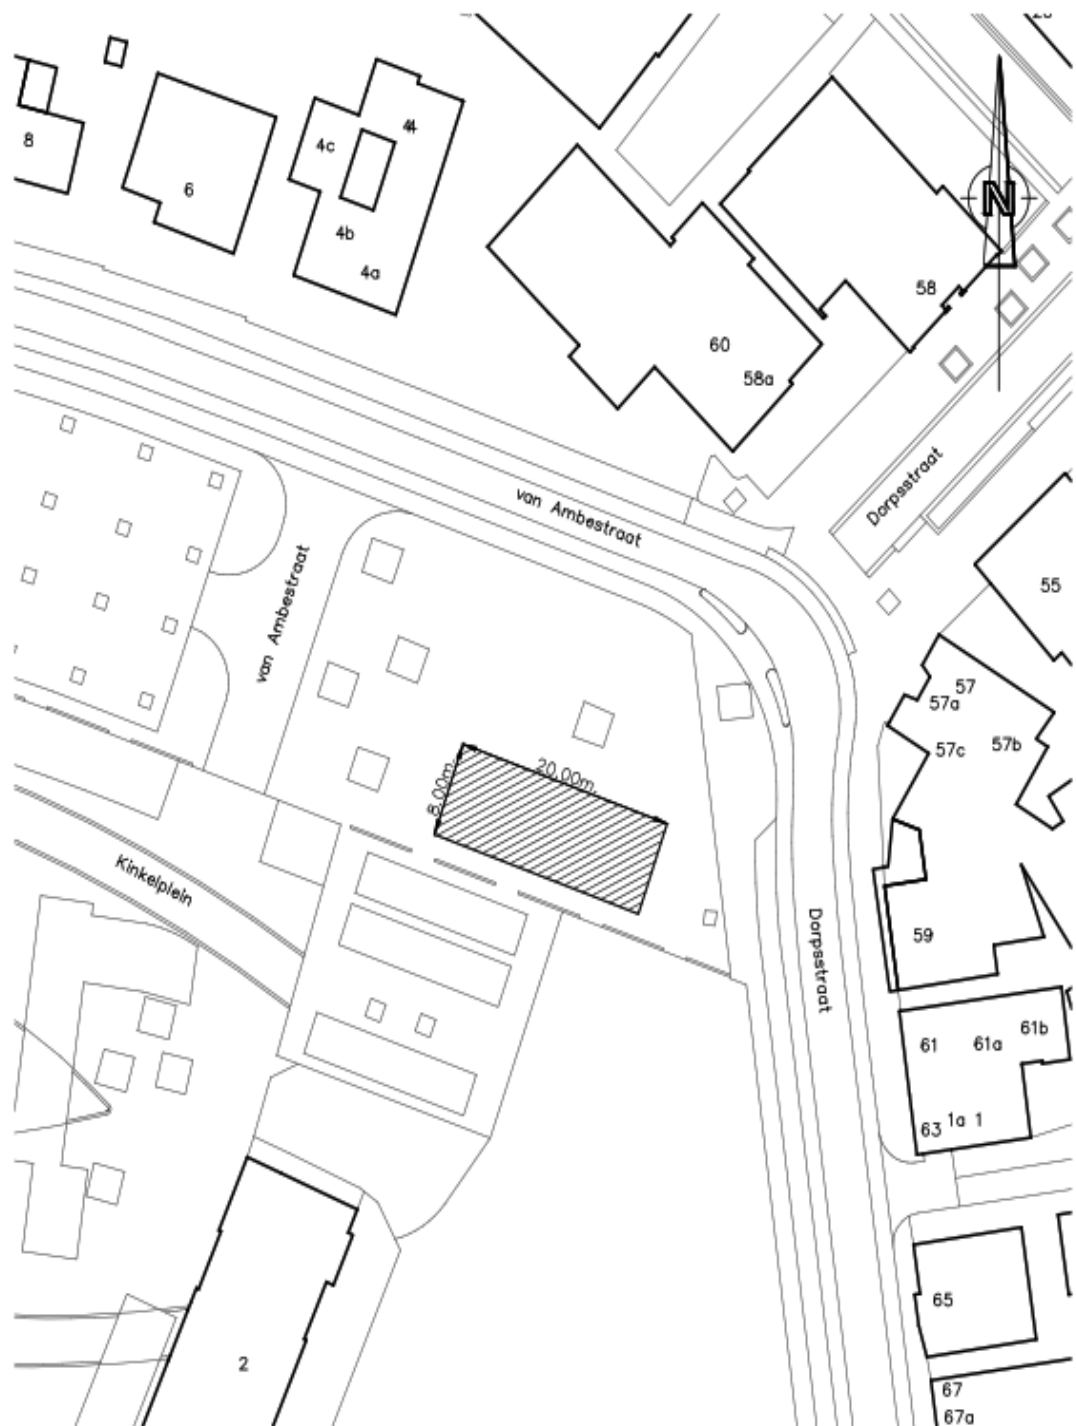 8
6
4c
44
4b
4a
60
58a
58
N
van Ambestraat
Dorpsstraat
van Ambestraat
55
57
57a
57c
57b
20.00m.
8.00m.
Kinkelplein
Dorpsstraat
59
61
61a
61b
63
1a
1
65
2
67
67a